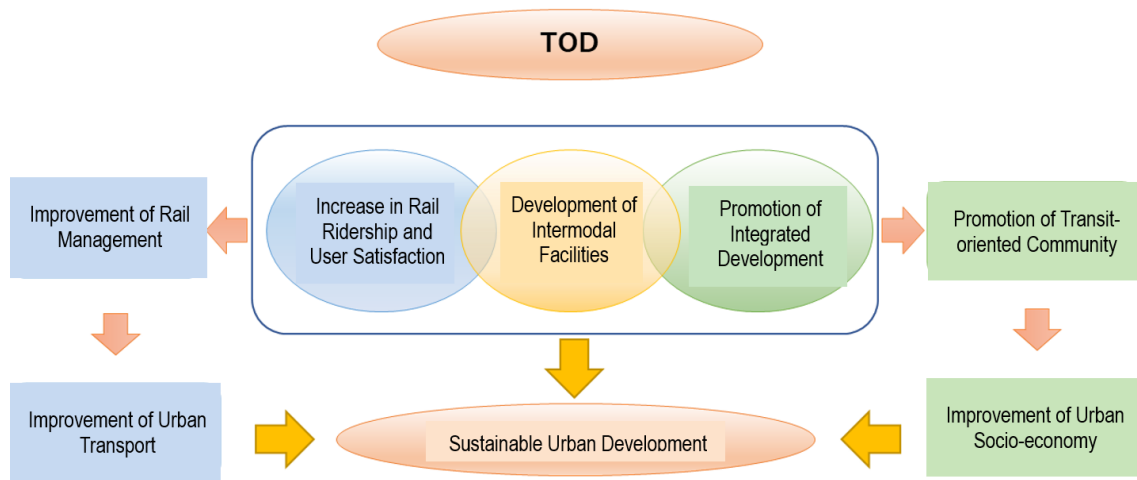 TOD
Improvement of Rail
Management
Increase in Rail
Ridership and
User Satisfaction
Development of
Intermodal
Facilities
Promotion of
Integrated
Development
Promotion of Transit-
oriented Community
Improvement of Urban
Transport
Sustainable Urban Development
Improvement of Urban
Socio-economy